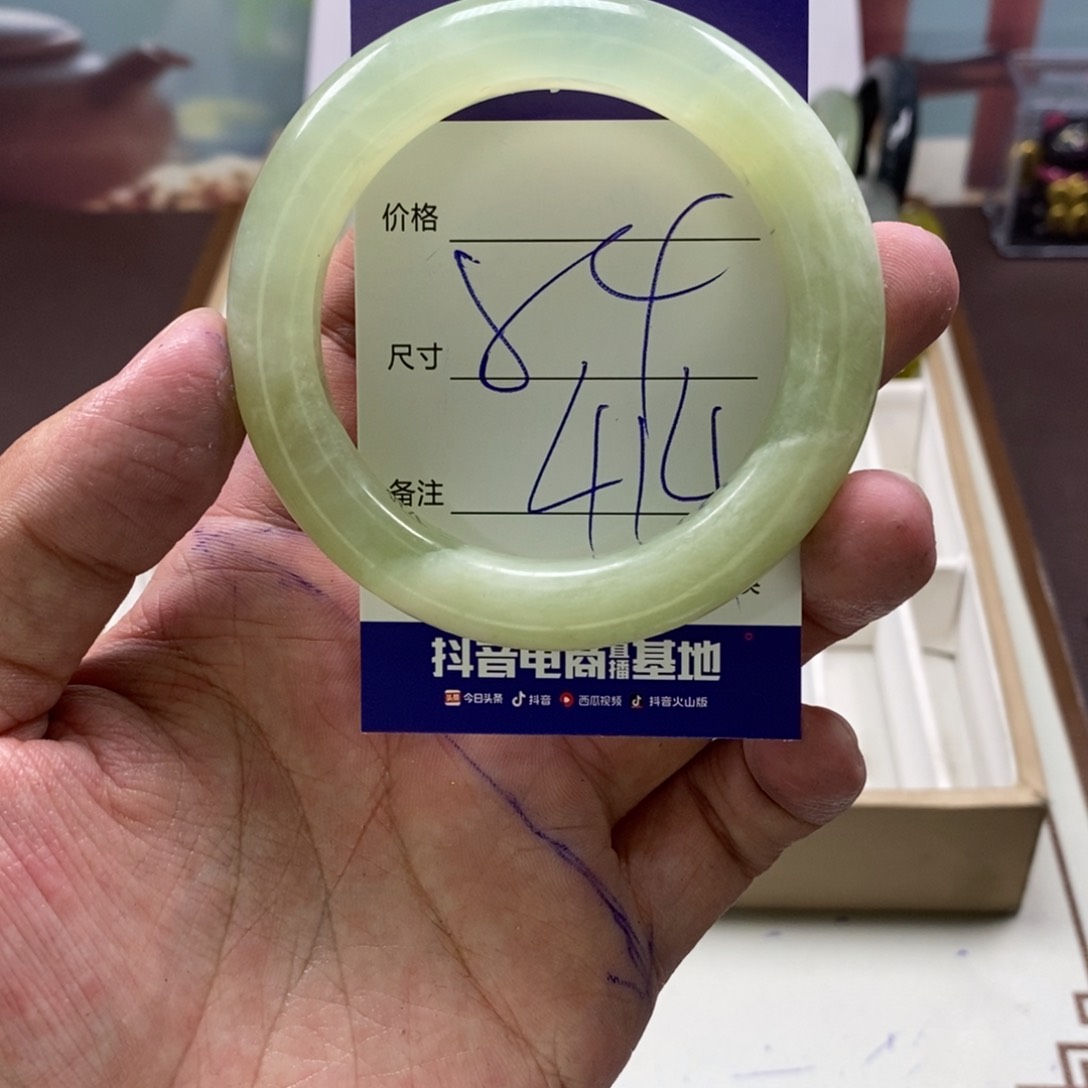 价格
84
尺寸
414
备注
抖音电商直播基地
今日头条 抖音 西瓜视频 抖音火山版